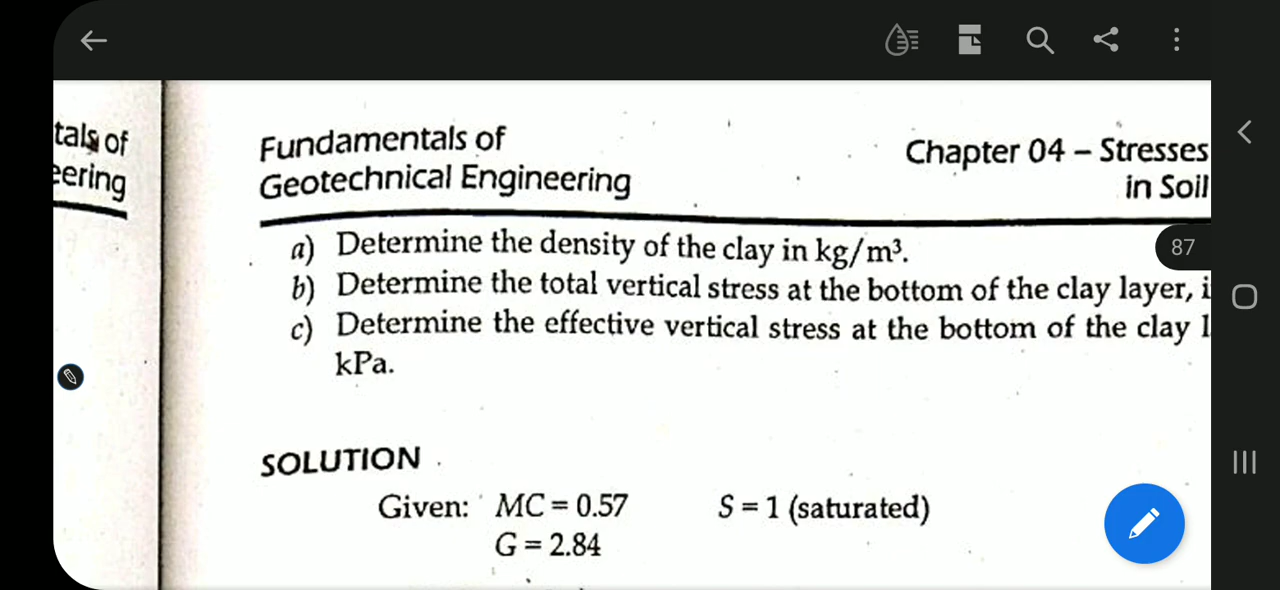 tals of
eering
Fundamentals of
Geotechnical Engineering
Chapter 04 – Stresses
in Soil
a) Determine the density of the clay in kg/m³.
87
b) Determine the total vertical stress at the bottom of the clay layer, i
c) Determine the effective vertical stress at the bottom of the clay l
kPa.
SOLUTION
Given: MC = 0.57 S = 1 (saturated)
G = 2.84